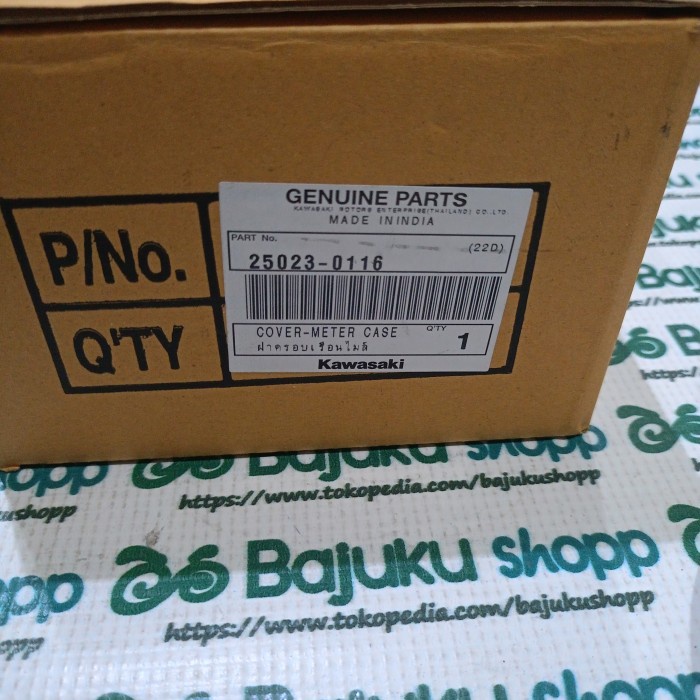 P/No.
Q'TY
GENUINE PARTS
KAWASAKI MOTORS ENTERPRISE(THAILAND) CO.,LTD.
MADE ININDIA
PART No.
(22D)
25023-0116
COVER-METER CASE
Q'TY
1
ฝาครอบเรือนไมล์
Kawasaki
Bajuku shopp
https://www.tokopedia.com/bajukushopp
Bajuku shopp
https://www.tokopedia.com/bajukushopp
Bajuku shopp